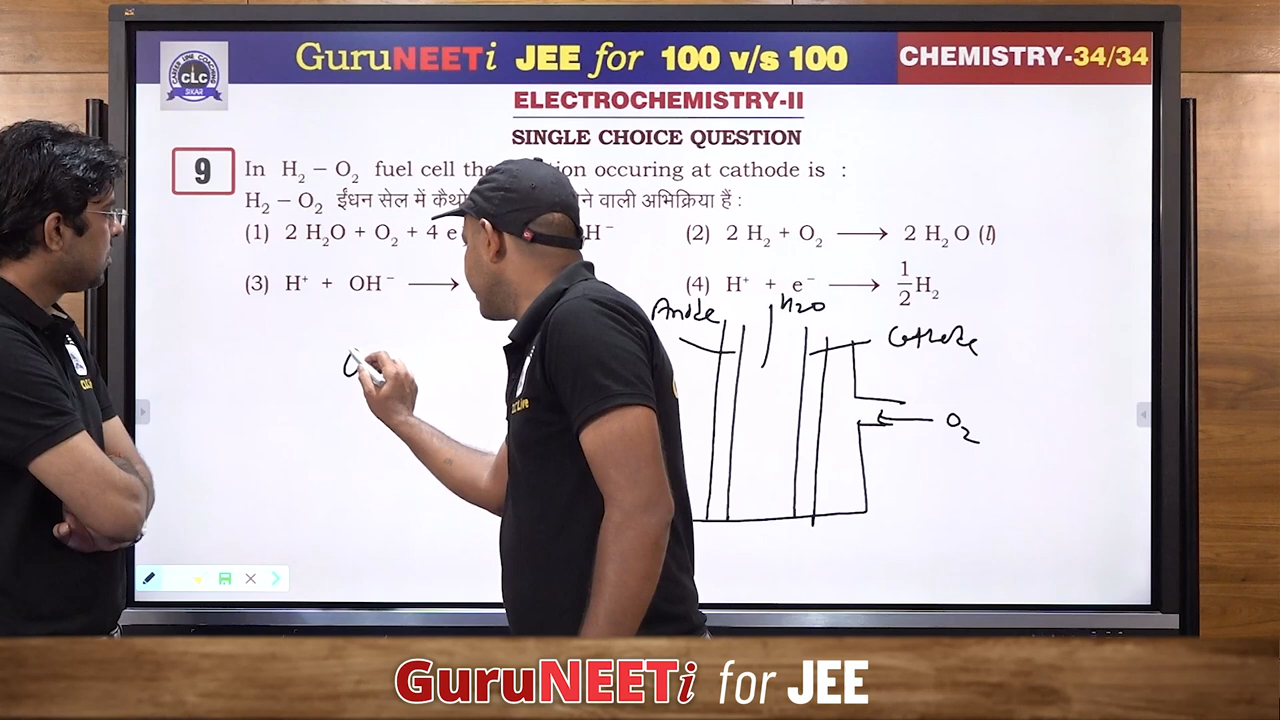 GuruNEETi JEE for 100 v/s 100
CHEMISTRY-34/34
CLC
SIKAR
ELECTROCHEMISTRY-II
SINGLE CHOICE QUESTION
9
In H₂ – O₂ fuel cell the occuring at cathode is :
H₂ – O₂ ईंधन सेल में वाली अभिक्रिया हैं :
(1) 2 H₂O + O₂ + 4 e H⁻
(2) 2 H₂ + O₂ ⟶ 2 H₂O (l)
(3) H⁺ + OH⁻ ⟶
(4) H⁺ + e⁻ ⟶ 1/2 H₂
Anode
H2O
Cathode
O₂
GuruNEETi for JEE